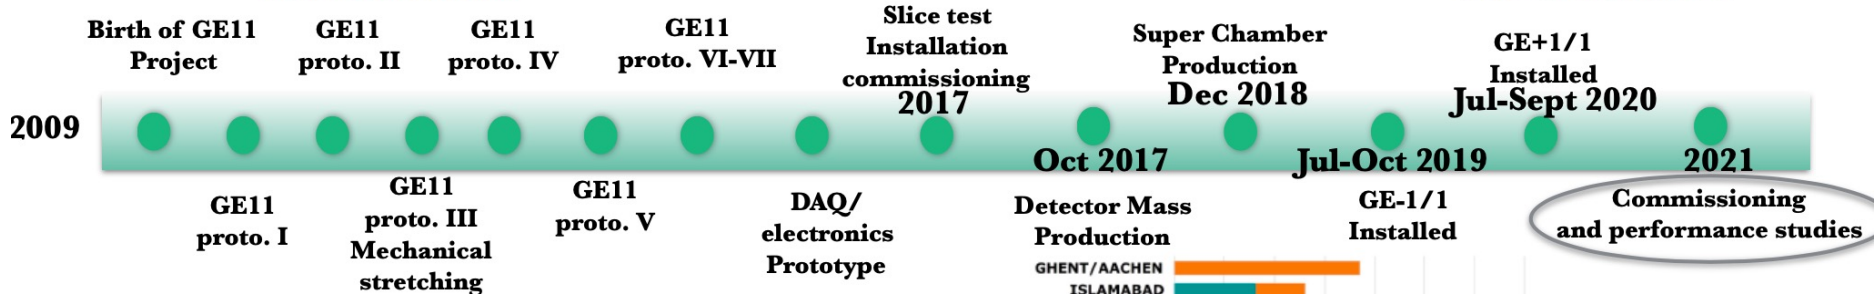 2009
Birth of GE11
Project
GE11
proto. I
GE11
proto. II
GE11
proto. III
Mechanical
stretching
GE11
proto. IV
GE11
proto. V
GE11
proto. VI-VII
DAQ/
electronics
Prototype
Slice test
Installation
commissioning
2017
Oct 2017
Detector Mass
Production
Super Chamber
Production
Dec 2018
Jul-Oct 2019
GE-1/1
Installed
GE+1/1
Installed
Jul-Sept 2020
2021
Commissioning
and performance studies
GHENT/AACHEN
ISLAMABAD